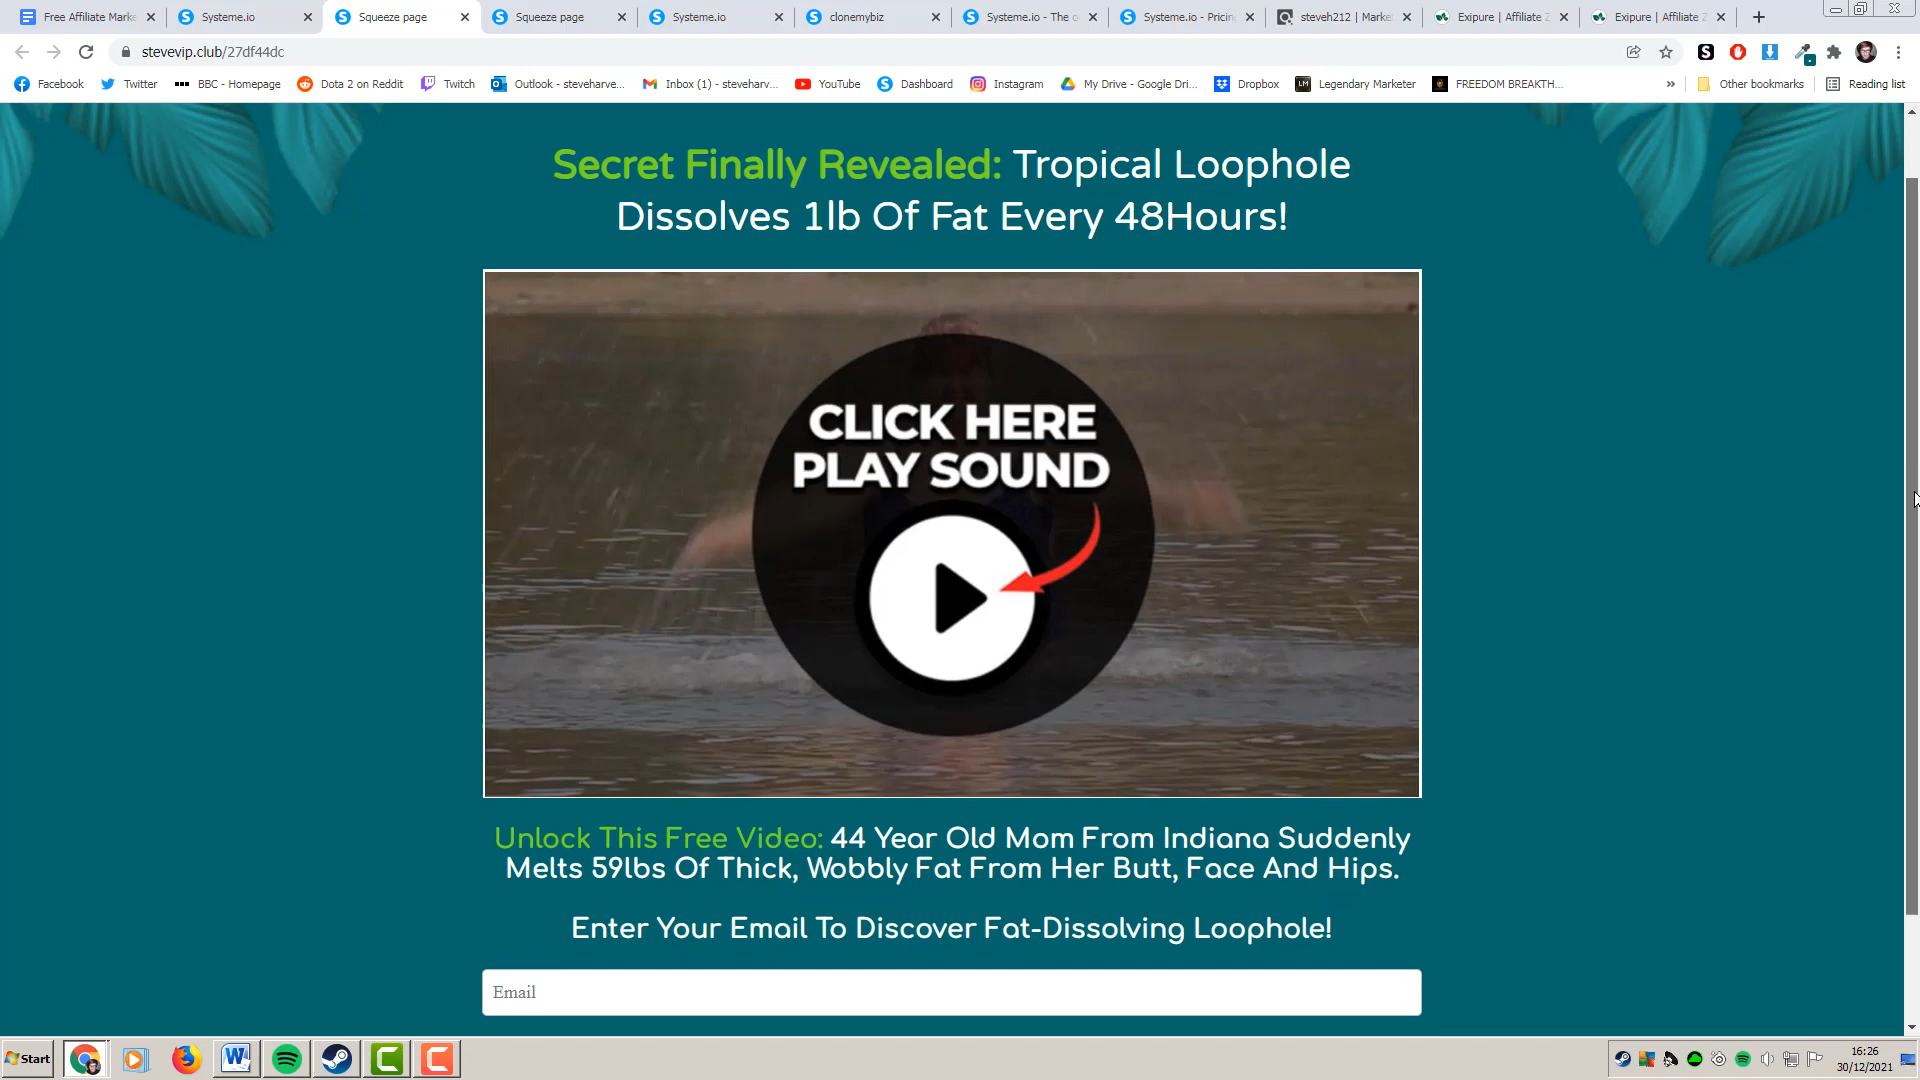 Free Affiliate Marke
Systeme.io
Squeeze page
Squeeze page
Systeme.io
clonemybiz
Systeme.io - The o
Systeme.io - Pricing
steveh212 | Marke
Exipure | Affiliate Z
Exipure | Affiliate Z
stevevip.club/27df44dc
Facebook
Twitter
BBC - Homepage
Dota 2 on Reddit
Twitch
Outlook - steveharve...
Inbox (1) - steveharv...
YouTube
Dashboard
Instagram
My Drive - Google Dri...
Dropbox
LM
Legendary Marketer
FREEDOM BREAKTH...
»
Other bookmarks
Reading list
Secret Finally Revealed: Tropical Loophole
Dissolves 1lb Of Fat Every 48Hours!
CLICK HERE
PLAY SOUND
Unlock This Free Video: 44 Year Old Mom From Indiana Suddenly
Melts 59lbs Of Thick, Wobbly Fat From Her Butt, Face And Hips.
Enter Your Email To Discover Fat-Dissolving Loophole!
Email
Start
16:26
30/12/2021